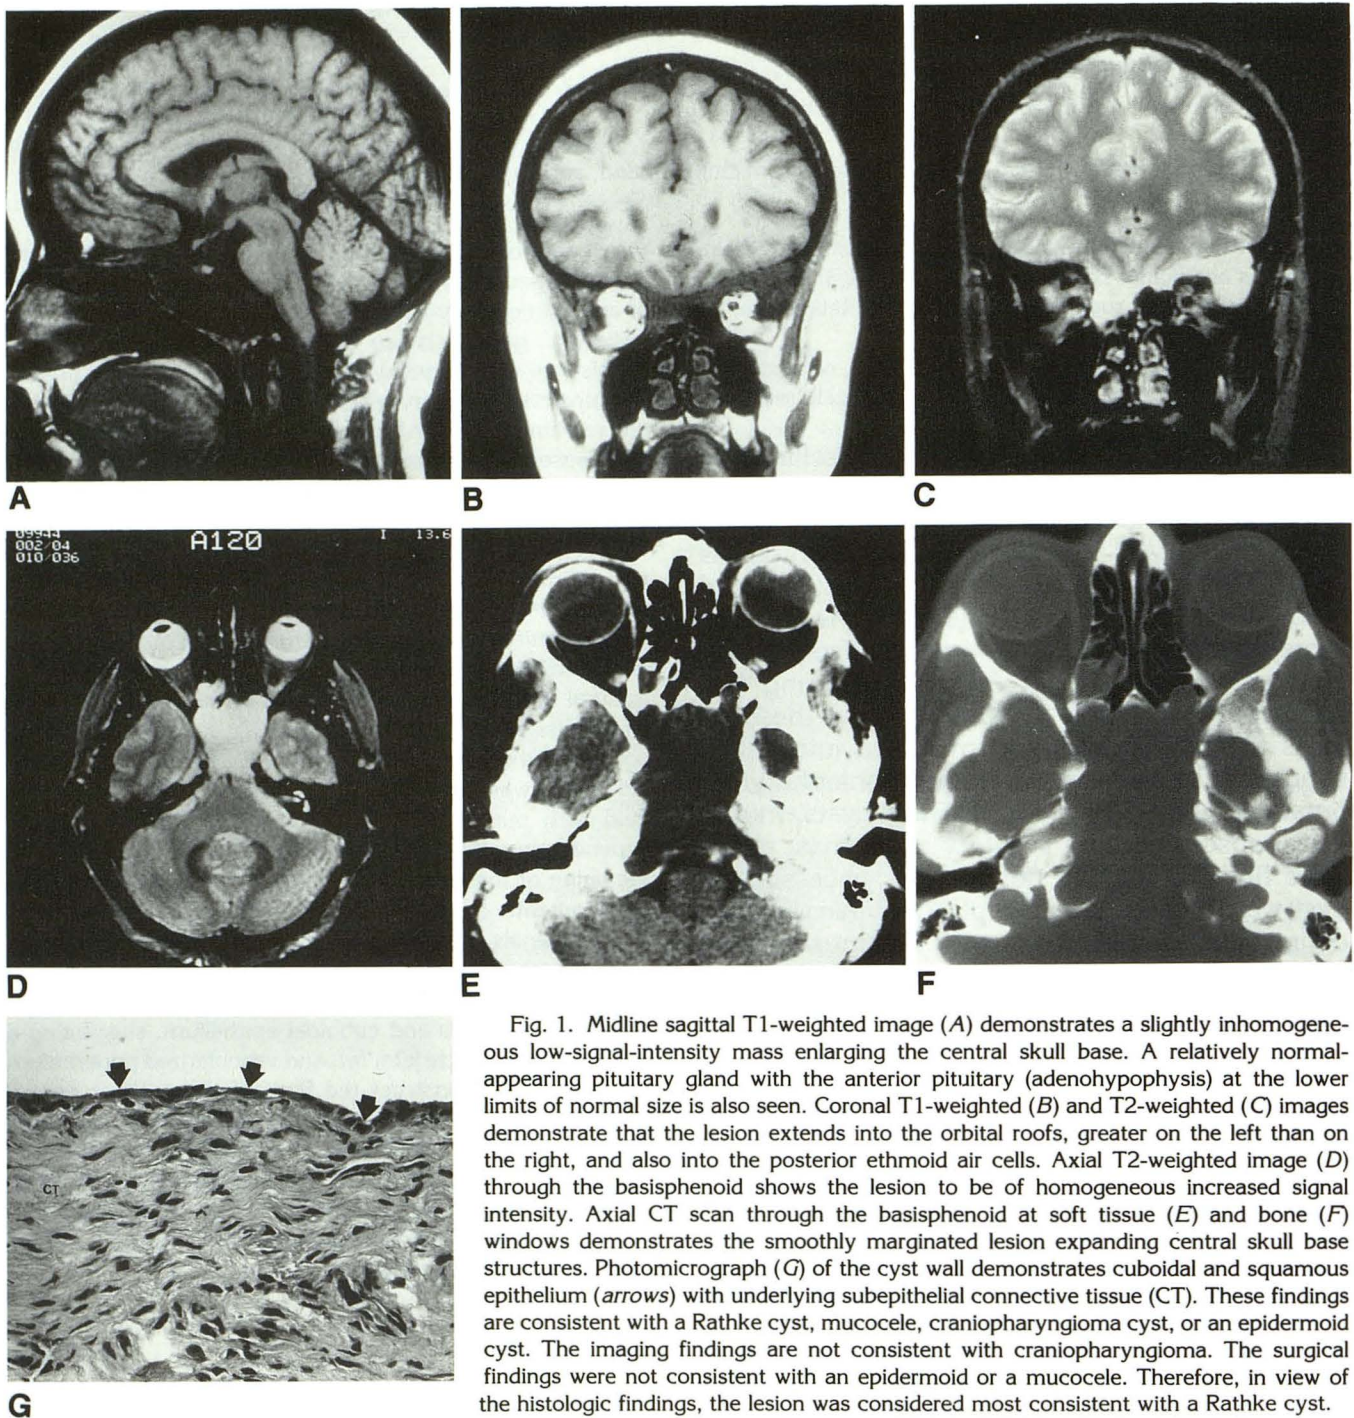 A
B
C
09944
002/04
010/036
A120
I 13.6
D
E
F
CT
G
Fig. 1. Midline sagittal T1-weighted image (A) demonstrates a slightly inhomogene-
ous low-signal-intensity mass enlarging the central skull base. A relatively normal-
appearing pituitary gland with the anterior pituitary (adenohypophysis) at the lower
limits of normal size is also seen. Coronal T1-weighted (B) and T2-weighted (C) images
demonstrate that the lesion extends into the orbital roofs, greater on the left than on
the right, and also into the posterior ethmoid air cells. Axial T2-weighted image (D)
through the basisphenoid shows the lesion to be of homogeneous increased signal
intensity. Axial CT scan through the basisphenoid at soft tissue (E) and bone (F)
windows demonstrates the smoothly marginated lesion expanding central skull base
structures. Photomicrograph (G) of the cyst wall demonstrates cuboidal and squamous
epithelium (arrows) with underlying subepithelial connective tissue (CT). These findings
are consistent with a Rathke cyst, mucocele, craniopharyngioma cyst, or an epidermoid
cyst. The imaging findings are not consistent with craniopharyngioma. The surgical
findings were not consistent with an epidermoid or a mucocele. Therefore, in view of
the histologic findings, the lesion was considered most consistent with a Rathke cyst.